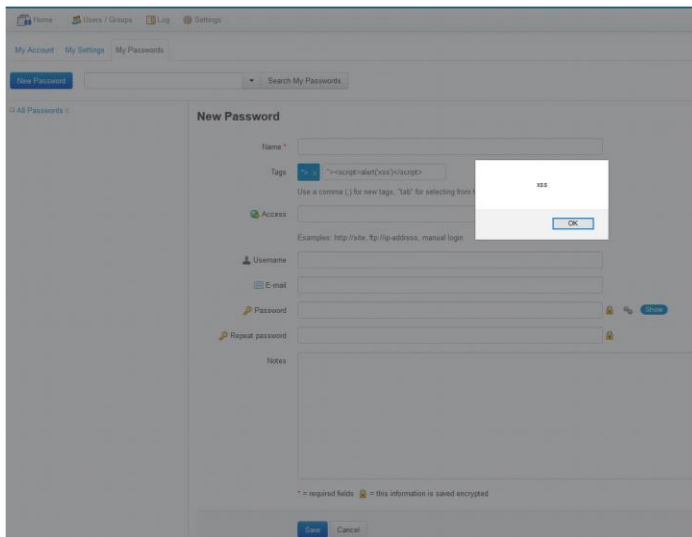 Home Users / Groups Log Settings
My Account My Settings My Passwords
New Password Search My Passwords
All Passwords
New Password
Name *
Tags "> x "><script>alert('xss')</script>
Use a comma (,) for new tags, "tab" for selecting from
xss
OK
Access
Examples: http://site, ftp://ip-address, manual login
Username
E-mail
Password Show
Repeat password
Notes
* = required fields = this information is saved encrypted
Save Cancel